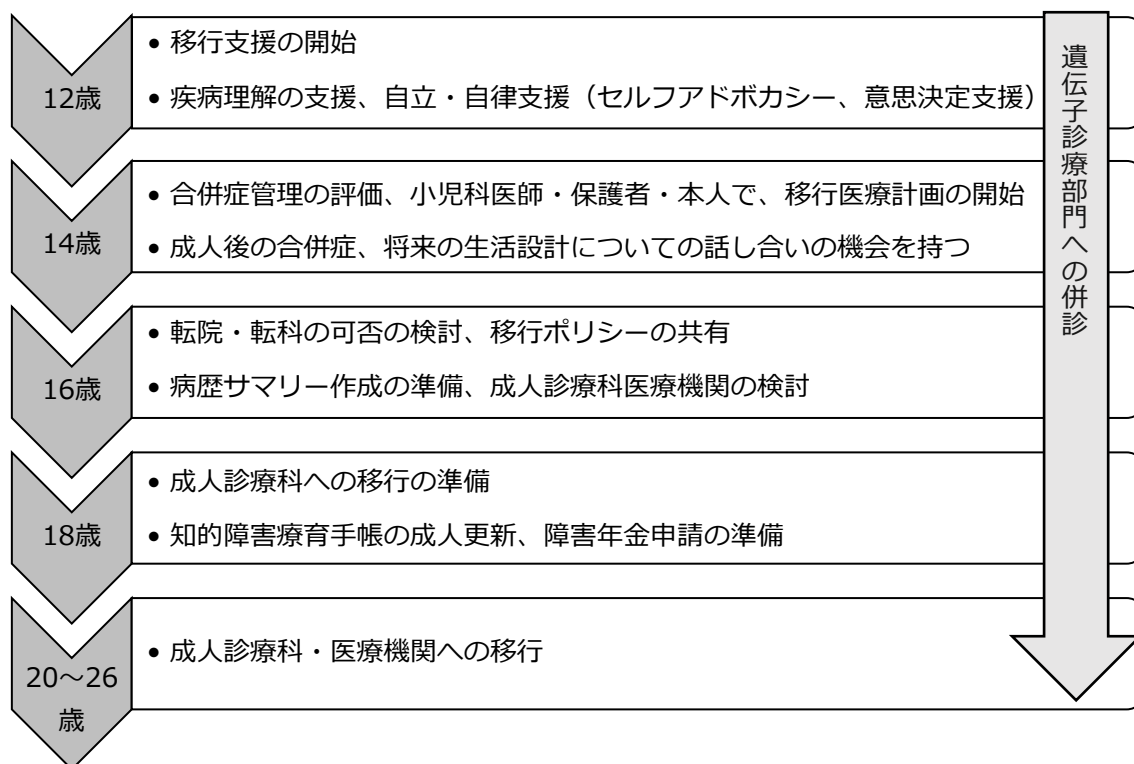 12歳
• 移行支援の開始
• 疾病理解の支援、自立・自律支援（セルフアドボカシー、意思決定支援）
14歳
• 合併症管理の評価、小児科医師・保護者・本人で、移行医療計画の開始
• 成人後の合併症、将来の生活設計についての話し合いの機会を持つ
16歳
• 転院・転科の可否の検討、移行ポリシーの共有
• 病歴サマリー作成の準備、成人診療科医療機関の検討
18歳
• 成人診療科への移行の準備
• 知的障害療育手帳の成人更新、障害年金申請の準備
20～26
歳
• 成人診療科・医療機関への移行
遺伝子診療部門への併診